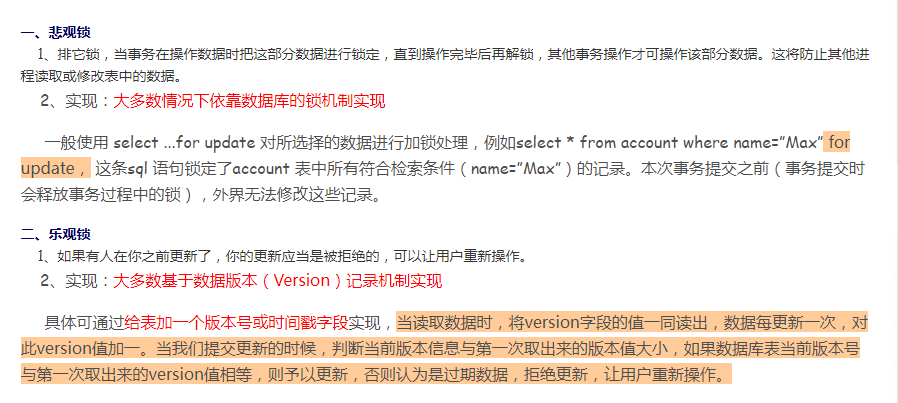 一、悲观锁
1、排它锁，当事务在操作数据时把这部分数据进行锁定，直到操作完毕后再解锁，其他事务操作才可操作该部分数据。这将防止其他进
程读取或修改表中的数据。
2、实现：大多数情况下依靠数据库的锁机制实现
一般使用 select ...for update 对所选择的数据进行加锁处理，例如select * from account where name=”Max” for
update， 这条sql 语句锁定了account 表中所有符合检索条件（name=”Max”）的记录。本次事务提交之前（事务提交时
会释放事务过程中的锁），外界无法修改这些记录。
二、乐观锁
1、如果有人在你之前更新了，你的更新应当是被拒绝的，可以让用户重新操作。
2、实现：大多数基于数据版本（Version）记录机制实现
具体可通过给表加一个版本号或时间戳字段实现，当读取数据时，将version字段的值一同读出，数据每更新一次，对
此version值加一。当我们提交更新的时候，判断当前版本信息与第一次取出来的版本值大小，如果数据库表当前版本号
与第一次取出来的version值相等，则予以更新，否则认为是过期数据，拒绝更新，让用户重新操作。